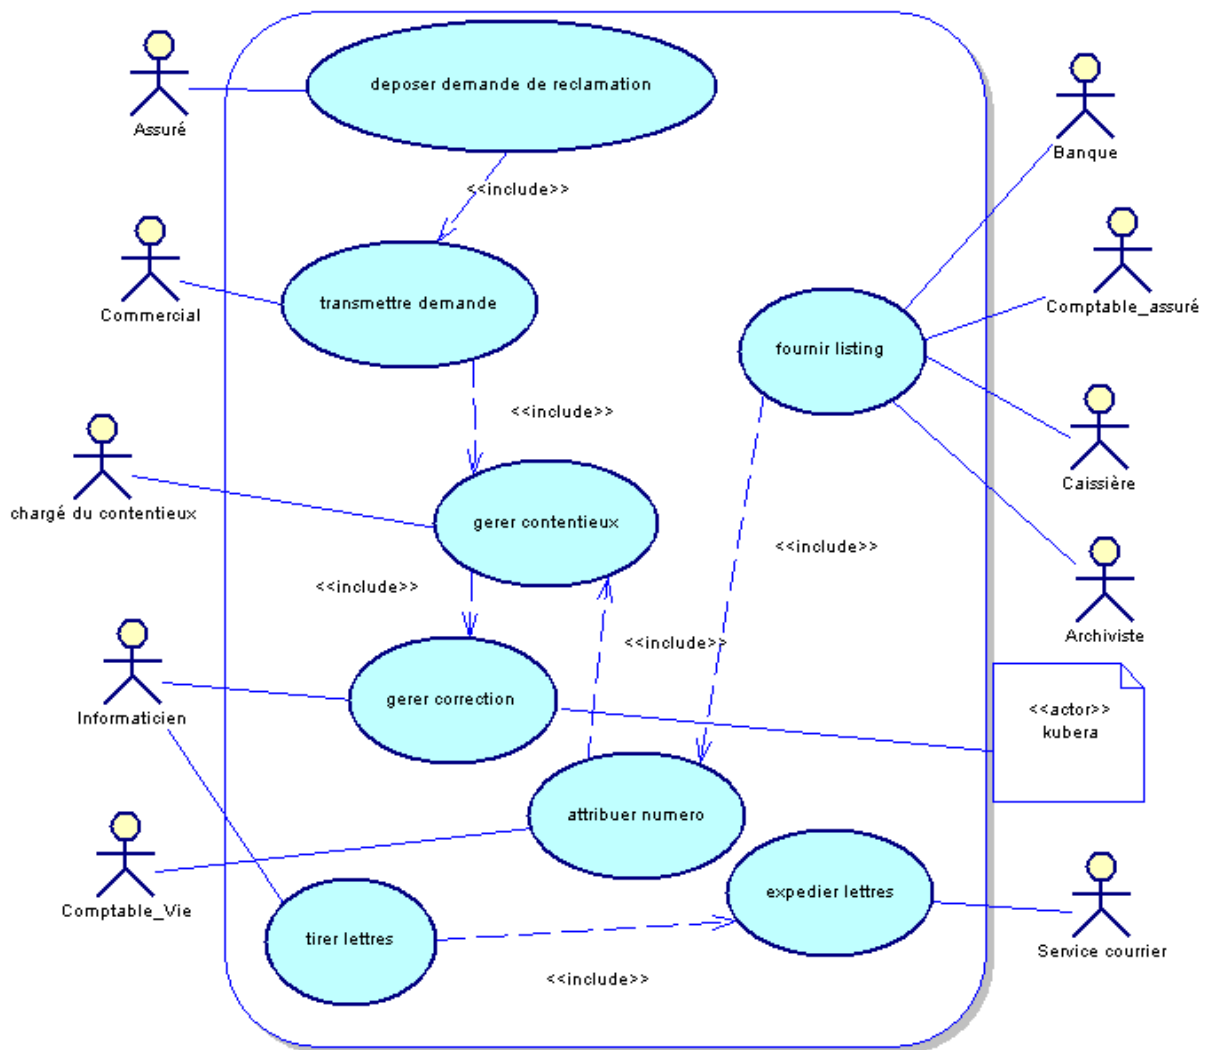 deposer demande de reclamation
Assuré
Banque
<<include>>
Commercial
transmettre demande
Comptable_assuré
fournir listing
<<include>>
Caissière
chargé du contentieux
gerer contentieux
<<include>>
<<include>>
Archiviste
<<include>>
Informaticien
gerer correction
<<actor>>
kubera
attribuer numero
Comptable_Vie
expedier lettres
tirer lettres
Service courrier
<<include>>